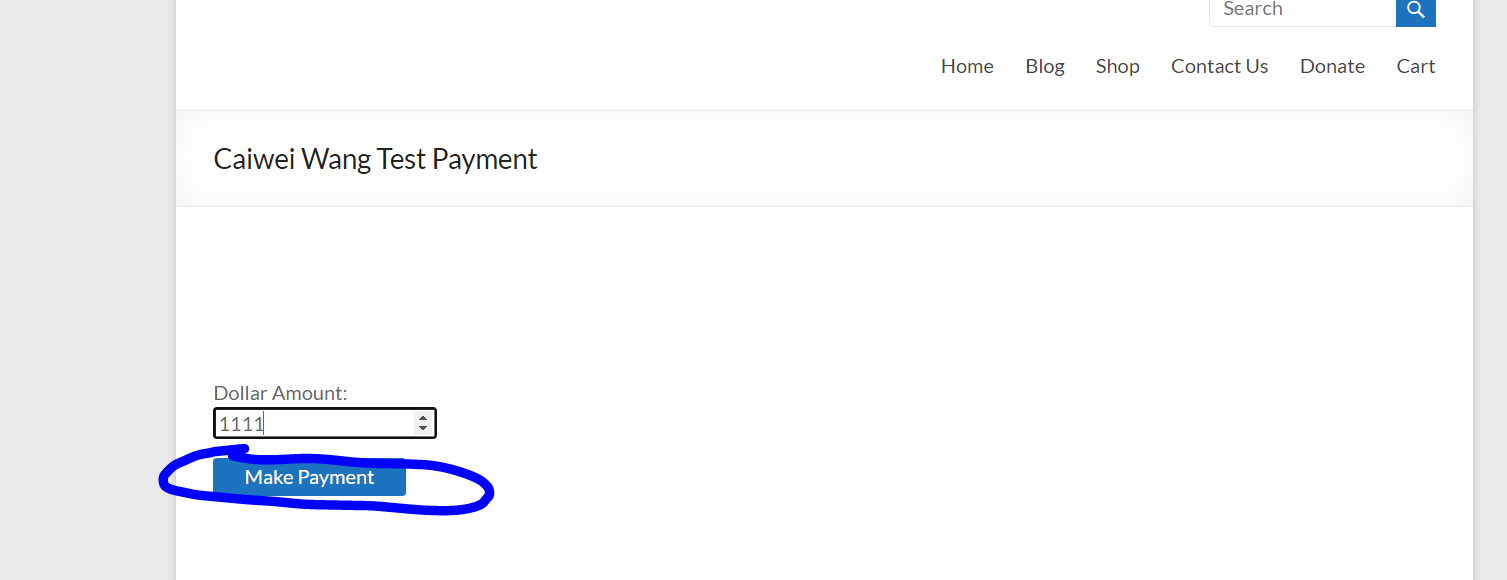 Search
Home Blog Shop Contact Us Donate Cart
Caiwei Wang Test Payment
Dollar Amount:
1111
Make Payment